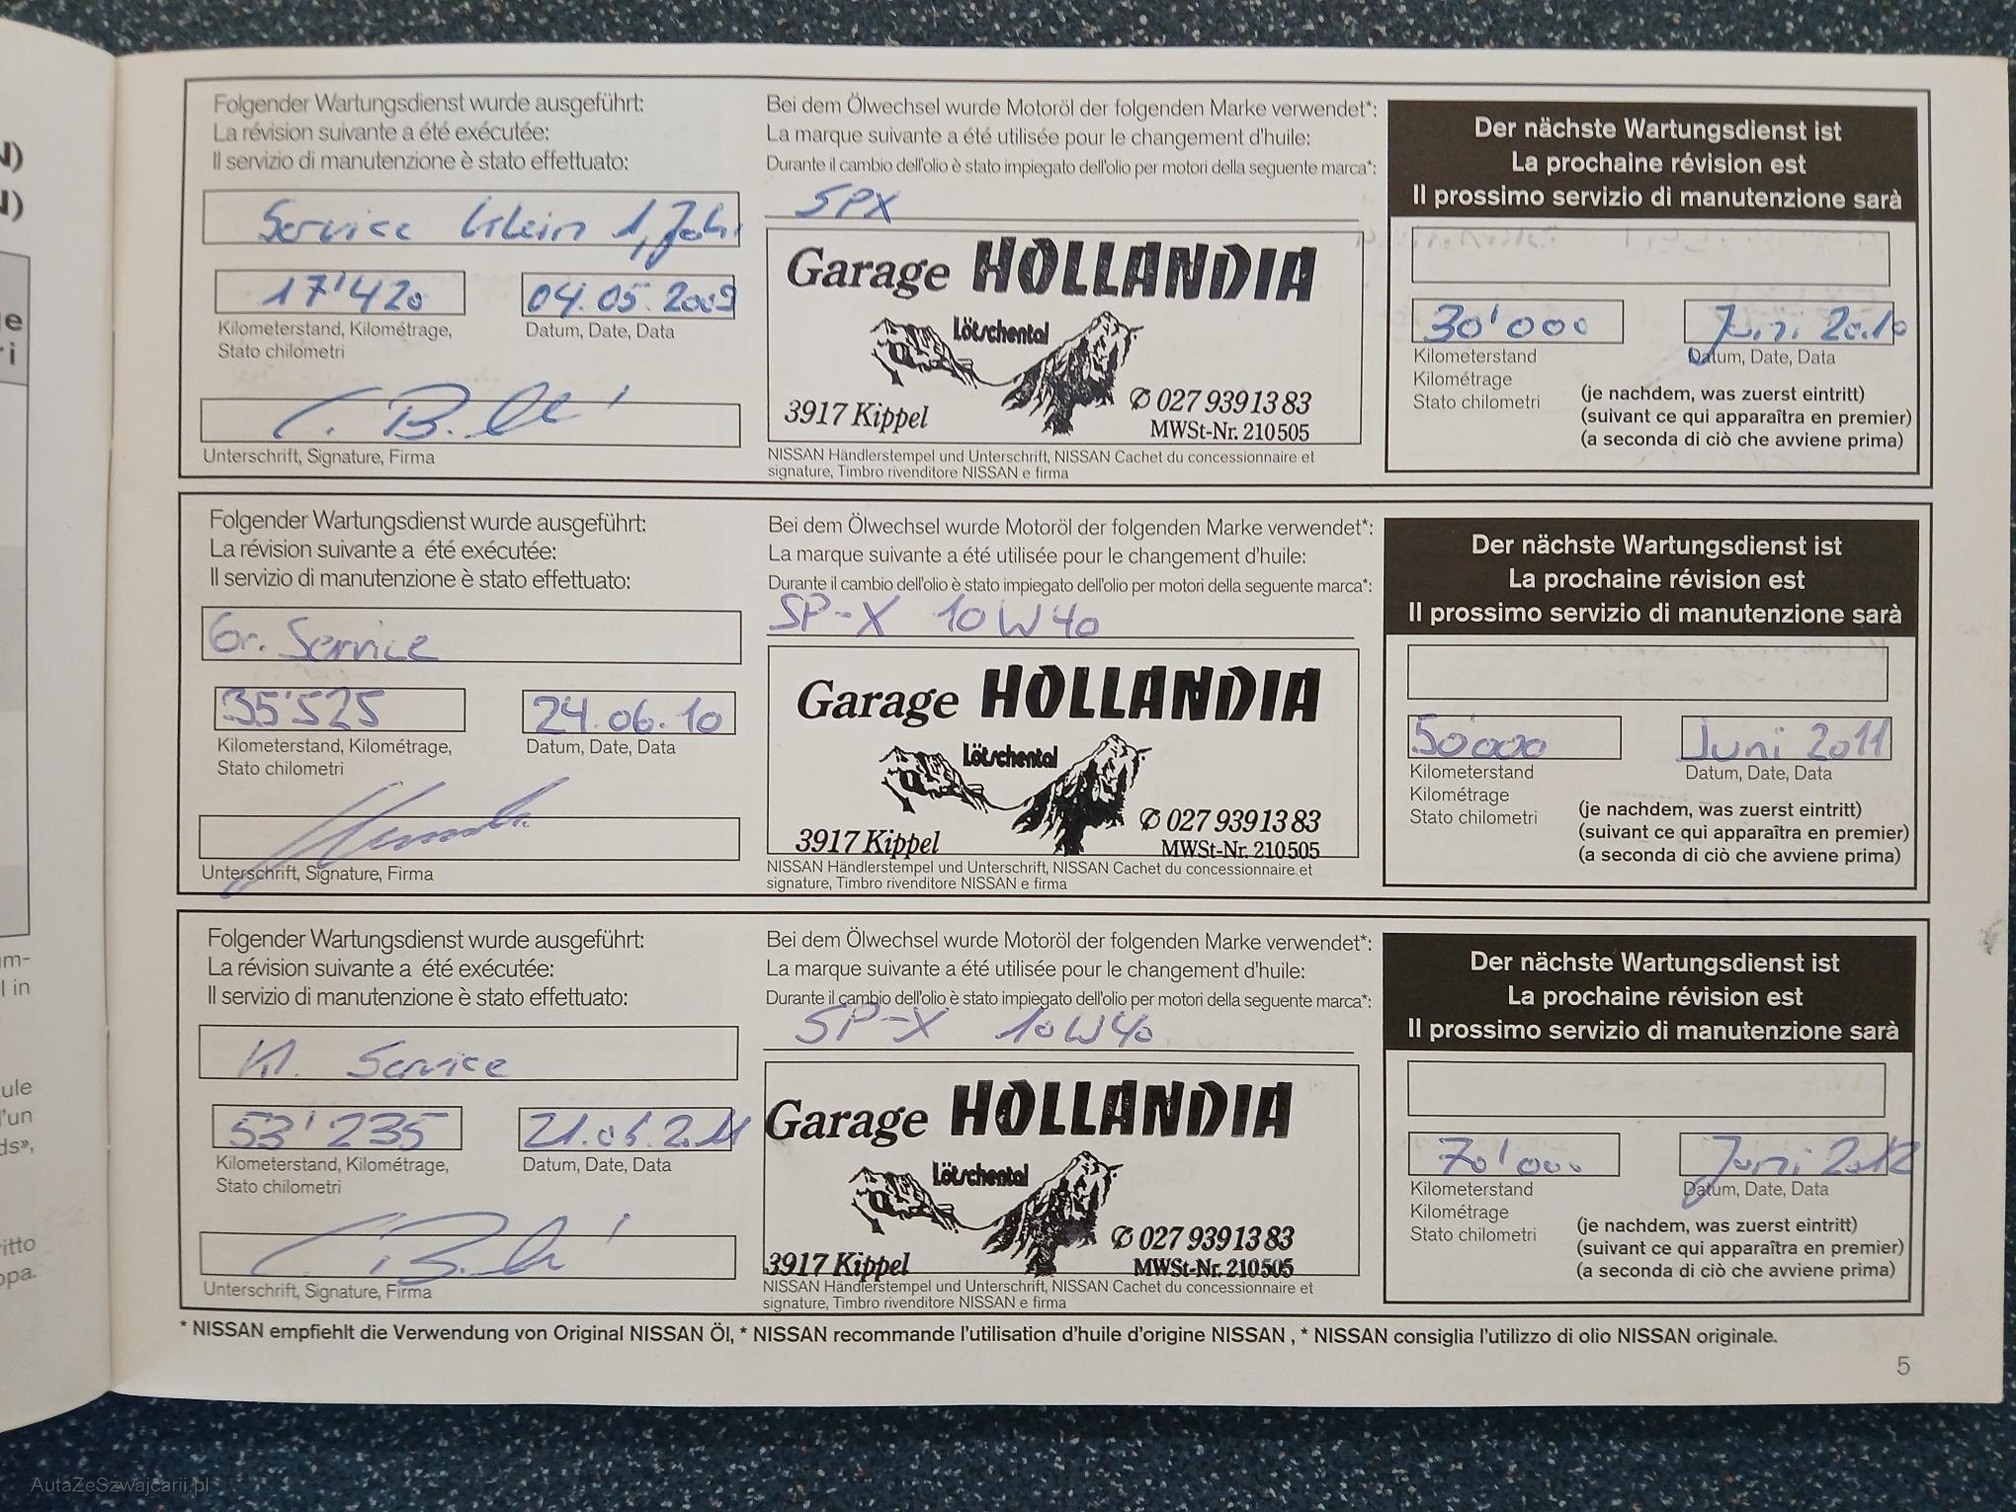 N)
N)
e
ri
um-
l in
ule
d'un
ds»,
itto
opa.
Folgender Wartungsdienst wurde ausgeführt:
La révision suivante a été exécutée:
Il servizio di manutenzione è stato effettuato:
Service klein 1, Jahr
17'420
04.05.2009
Kilometerstand, Kilométrage,
Stato chilometri
Datum, Date, Data
Unterschrift, Signature, Firma
Bei dem Ölwechsel wurde Motoröl der folgenden Marke verwendet*:
La marque suivante a été utilisée pour le changement d'huile:
Durante il cambio dell'olio è stato impiegato dell'olio per motori della seguente marca*:
SPX
Garage HOLLANDIA
Lötschental
✆ 027 939 13 83
3917 Kippel
MWSt-Nr. 210 505
NISSAN Händlerstempel und Unterschrift, NISSAN Cachet du concessionnaire et
signature, Timbro rivenditore NISSAN e firma
Der nächste Wartungsdienst ist
La prochaine révision est
Il prossimo servizio di manutenzione sarà
30'000
Juni 2010
Kilometerstand
Kilométrage
Stato chilometri
Datum, Date, Data
(je nachdem, was zuerst eintritt)
(suivant ce qui apparaîtra en premier)
(a seconda di ciò che avviene prima)
Folgender Wartungsdienst wurde ausgeführt:
La révision suivante a été exécutée:
Il servizio di manutenzione è stato effettuato:
Gr. Service
35'525
24.06.10
Kilometerstand, Kilométrage,
Stato chilometri
Datum, Date, Data
Unterschrift, Signature, Firma
Bei dem Ölwechsel wurde Motoröl der folgenden Marke verwendet*:
La marque suivante a été utilisée pour le changement d'huile:
Durante il cambio dell'olio è stato impiegato dell'olio per motori della seguente marca*:
SP-X 10W40
Garage HOLLANDIA
Lötschental
✆ 027 939 13 83
3917 Kippel
MWSt-Nr. 210 505
NISSAN Händlerstempel und Unterschrift, NISSAN Cachet du concessionnaire et
signature, Timbro rivenditore NISSAN e firma
Der nächste Wartungsdienst ist
La prochaine révision est
Il prossimo servizio di manutenzione sarà
50'000
Juni 2011
Kilometerstand
Kilométrage
Stato chilometri
Datum, Date, Data
(je nachdem, was zuerst eintritt)
(suivant ce qui apparaîtra en premier)
(a seconda di ciò che avviene prima)
Folgender Wartungsdienst wurde ausgeführt:
La révision suivante a été exécutée:
Il servizio di manutenzione è stato effettuato:
Kl. Service
53'235
21.06.2011
Kilometerstand, Kilométrage,
Stato chilometri
Datum, Date, Data
Unterschrift, Signature, Firma
Bei dem Ölwechsel wurde Motoröl der folgenden Marke verwendet*:
La marque suivante a été utilisée pour le changement d'huile:
Durante il cambio dell'olio è stato impiegato dell'olio per motori della seguente marca*:
SP-X 10W40
Garage HOLLANDIA
Lötschental
✆ 027 939 13 83
3917 Kippel
MWSt-Nr. 210 505
NISSAN Händlerstempel und Unterschrift, NISSAN Cachet du concessionnaire et
signature, Timbro rivenditore NISSAN e firma
Der nächste Wartungsdienst ist
La prochaine révision est
Il prossimo servizio di manutenzione sarà
70'000
Juni 2012
Kilometerstand
Kilométrage
Stato chilometri
Datum, Date, Data
(je nachdem, was zuerst eintritt)
(suivant ce qui apparaîtra en premier)
(a seconda di ciò che avviene prima)
* NISSAN empfiehlt die Verwendung von Original NISSAN Öl, * NISSAN recommande l'utilisation d'huile d'origine NISSAN , * NISSAN consiglia l'utilizzo di olio NISSAN originale.
5
AutaZeSzwajcarii.pl